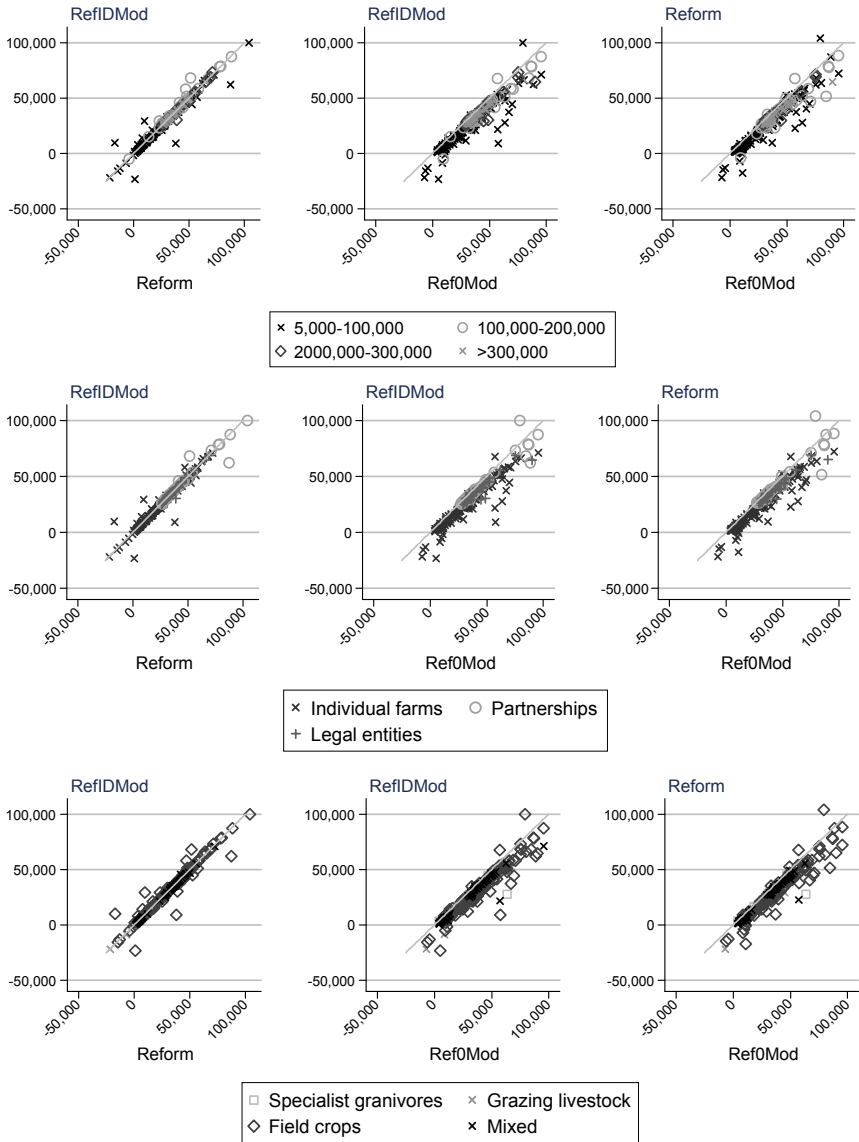 RefIDMod RefIDMod Reform
100,000 100,000 100,000
50,000 50,000 50,000
0 0 0
-50,000 -50,000 -50,000
-50,000 0 50,000 100,000 -50,000 0 50,000 100,000 -50,000 0 50,000 100,000
Reform Ref0Mod Ref0Mod
5,000-100,000 100,000-200,000
2000,000-300,000 >300,000
RefIDMod RefIDMod Reform
100,000 100,000 100,000
50,000 50,000 50,000
0 0 0
-50,000 -50,000 -50,000
-50,000 0 50,000 100,000 -50,000 0 50,000 100,000 -50,000 0 50,000 100,000
Reform Ref0Mod Ref0Mod
Individual farms Partnerships
Legal entities
RefIDMod RefIDMod Reform
100,000 100,000 100,000
50,000 50,000 50,000
0 0 0
-50,000 -50,000 -50,000
-50,000 0 50,000 100,000 -50,000 0 50,000 100,000 -50,000 0 50,000 100,000
Reform Ref0Mod Ref0Mod
Specialist granivores Grazing livestock
Field crops Mixed